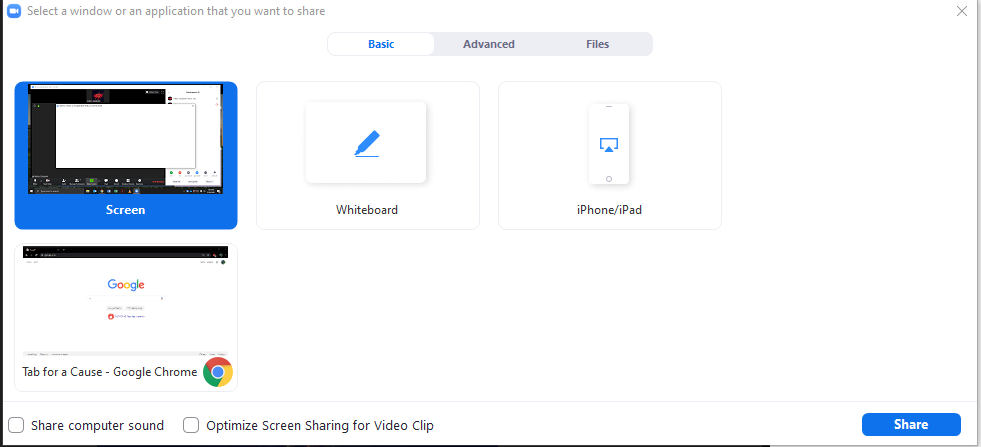 Select a window or an application that you want to share
Basic
Advanced
Files
Screen
Whiteboard
iPhone/iPad
Google
Tab for a Cause - Google Chrome
Share computer sound
Optimize Screen Sharing for Video Clip
Share